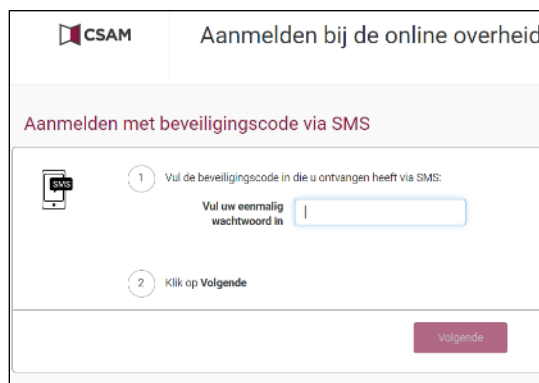 CSAM
Aanmelden bij de online overheid
Aanmelden met beveiligingscode via SMS
SMS
1 Vul de beveiligingscode in die u ontvangen heeft via SMS:
Vul uw eenmalig
wachtwoord in
2 Klik op Volgende
Volgende